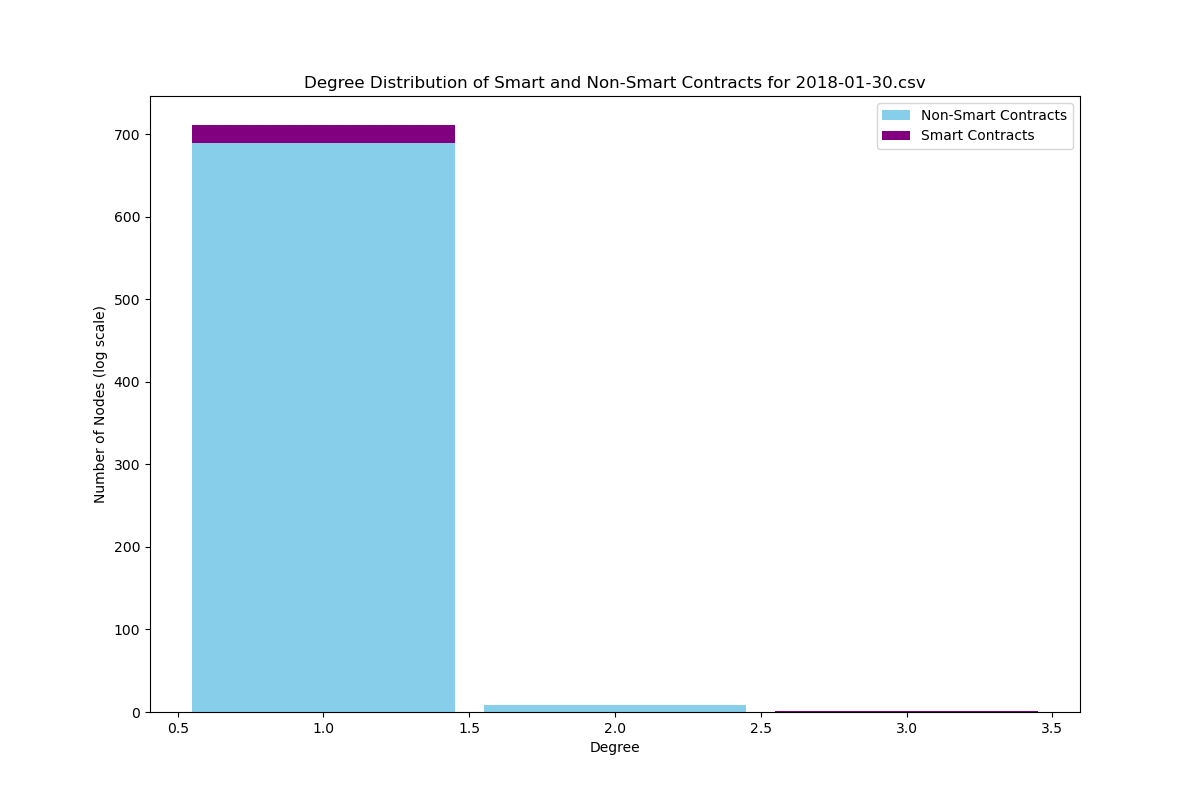 Degree Distribution of Smart and Non-Smart Contracts for 2018-01-30.csv
Non-Smart Contracts
Smart Contracts
Number of Nodes (log scale)
700
600
500
400
300
200
100
0
0.5 1.0 1.5 2.0 2.5 3.0 3.5
Degree